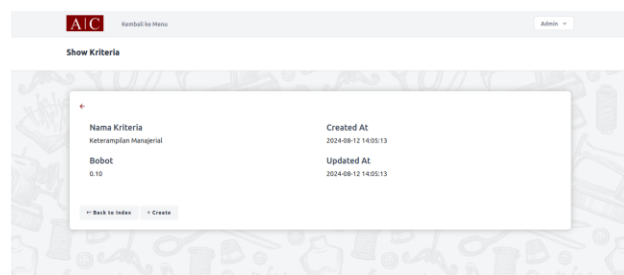 A|C
Kembali ke Menu
Admin
Show Kriteria
Nama Kriteria
Keterampilan Manajerial
Created At
2024-08-12 14:05:13
Bobot
0.10
Updated At
2024-08-12 14:05:13
← Back to Index
+ Create